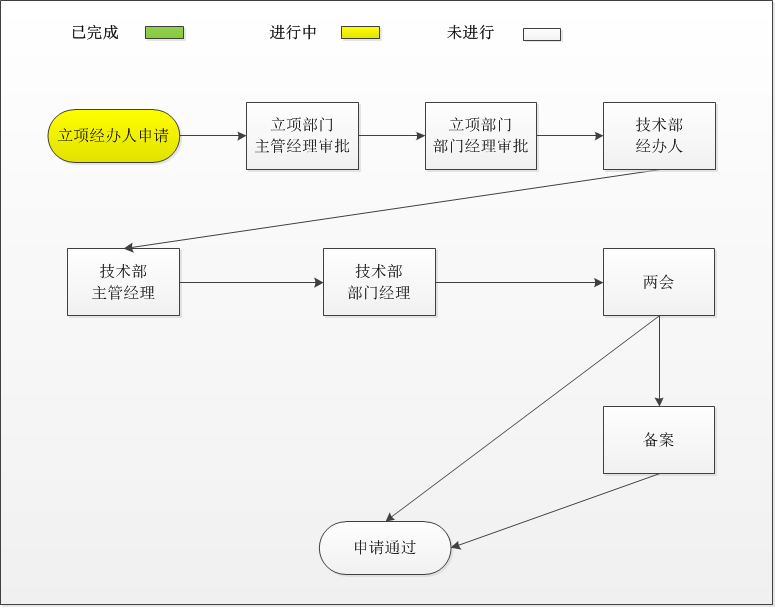 已完成
进行中
未进行
立项经办人申请
立项部门
主管经理审批
立项部门
部门经理审批
技术部
经办人
技术部
主管经理
技术部
部门经理
两会
备案
申请通过